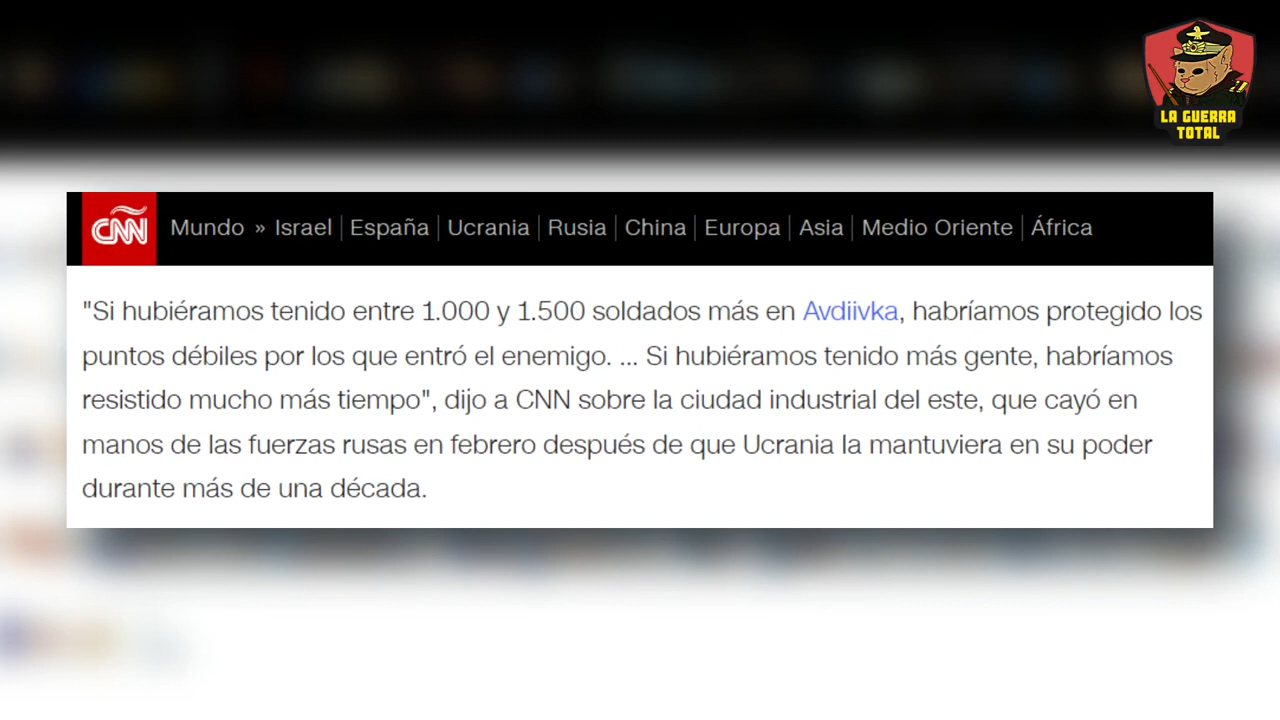 LA GUERRA
TOTAL
CNN Mundo » Israel | España | Ucrania | Rusia | China | Europa | Asia | Medio Oriente | África
"Si hubiéramos tenido entre 1.000 y 1.500 soldados más en Avdiivka, habríamos protegido los
puntos débiles por los que entró el enemigo. ... Si hubiéramos tenido más gente, habríamos
resistido mucho más tiempo", dijo a CNN sobre la ciudad industrial del este, que cayó en
manos de las fuerzas rusas en febrero después de que Ucrania la mantuviera en su poder
durante más de una década.